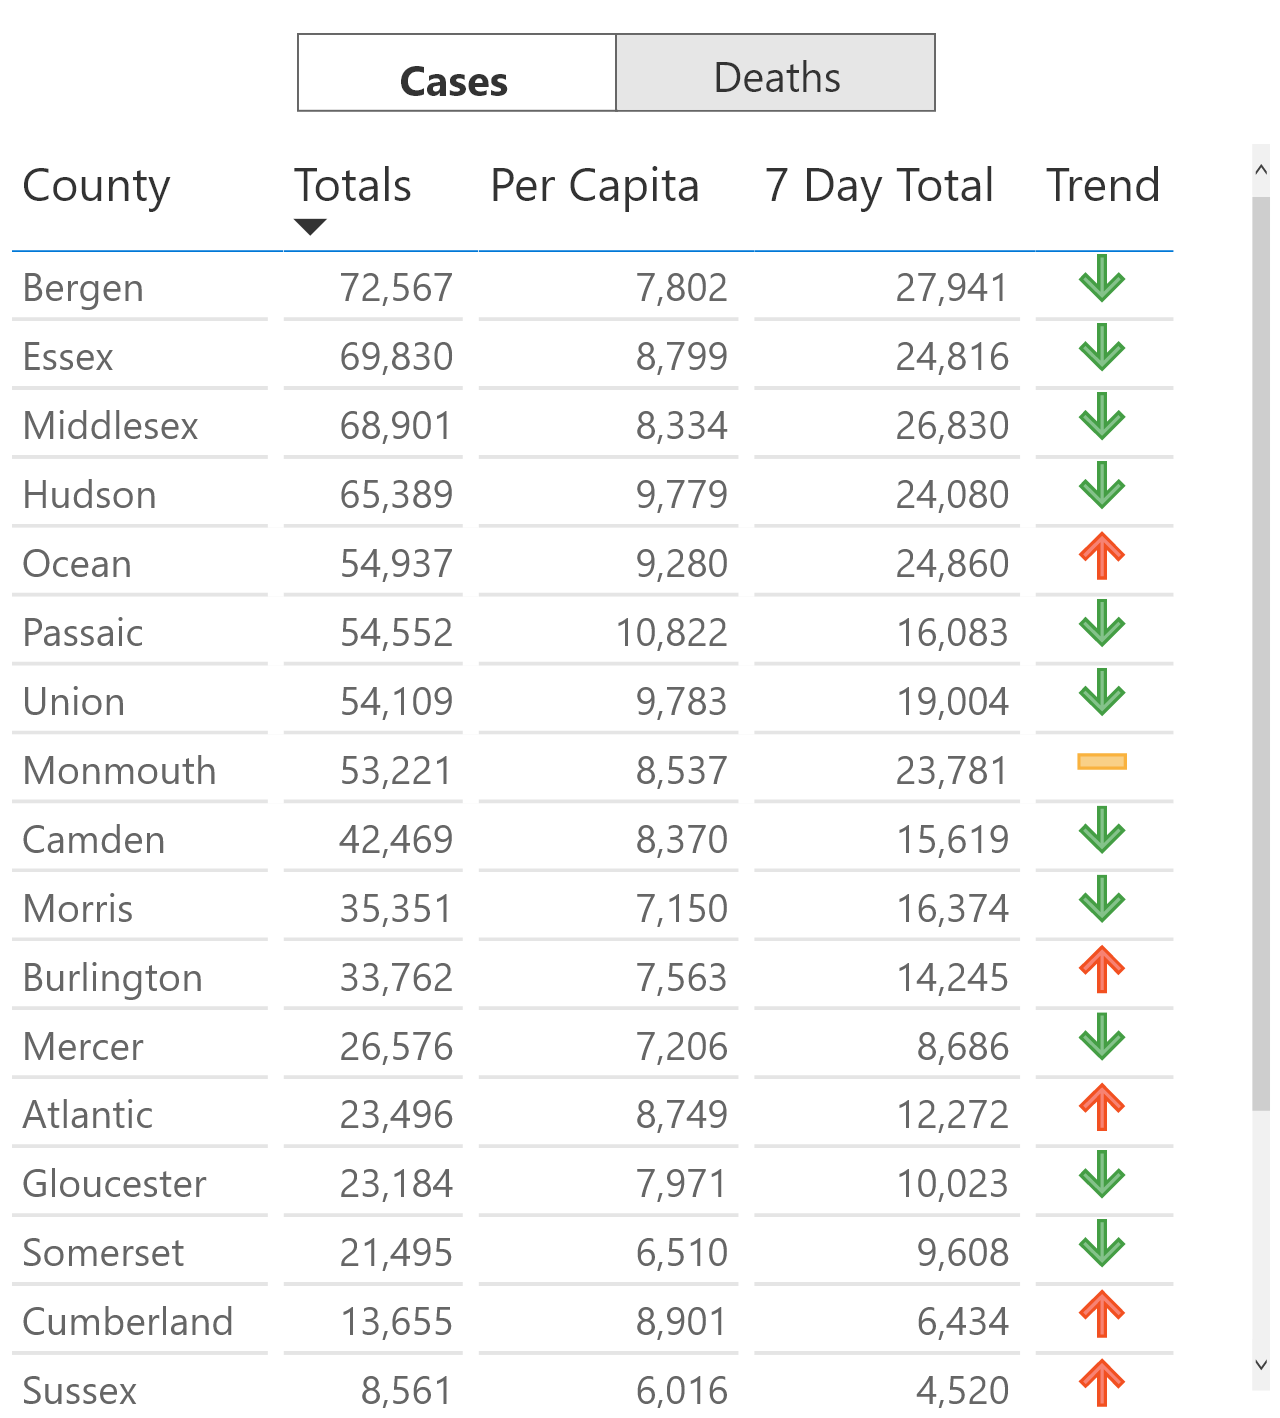 Cases Deaths
County Totals Per Capita 7 Day Total Trend
Bergen 72,567 7,802 27,941
Essex 69,830 8,799 24,816
Middlesex 68,901 8,334 26,830
Hudson 65,389 9,779 24,080
Ocean 54,937 9,280 24,860
Passaic 54,552 10,822 16,083
Union 54,109 9,783 19,004
Monmouth 53,221 8,537 23,781
Camden 42,469 8,370 15,619
Morris 35,351 7,150 16,374
Burlington 33,762 7,563 14,245
Mercer 26,576 7,206 8,686
Atlantic 23,496 8,749 12,272
Gloucester 23,184 7,971 10,023
Somerset 21,495 6,510 9,608
Cumberland 13,655 8,901 6,434
Sussex 8,561 6,016 4,520